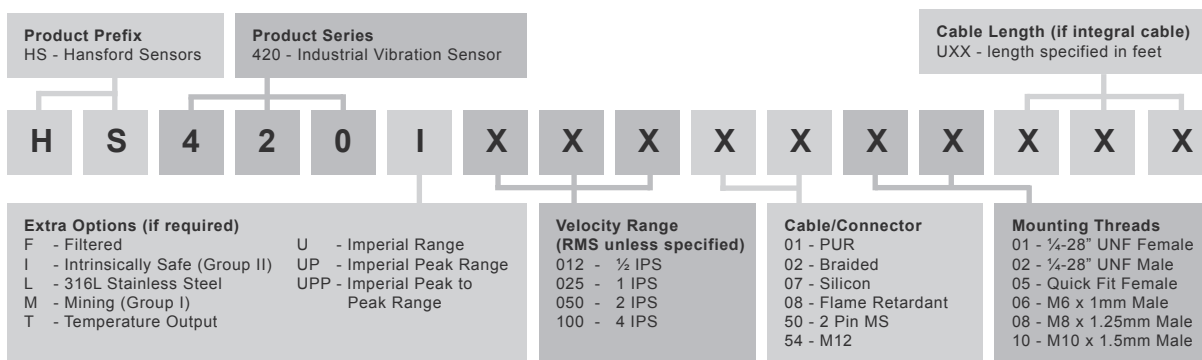 Product Prefix
HS - Hansford Sensors
Product Series
420 - Industrial Vibration Sensor
Cable Length (if integral cable)
UXX - length specified in feet
H S 4 2 0 I X X X X X X X X X X
Extra Options (if required)
F - Filtered
I - Intrinsically Safe (Group II)
L - 316L Stainless Steel
M - Mining (Group I)
T - Temperature Output
U - Imperial Range
UP - Imperial Peak Range
UPP - Imperial Peak to
Peak Range
Velocity Range
(RMS unless specified)
012 - ½ IPS
025 - 1 IPS
050 - 2 IPS
100 - 4 IPS
Cable/Connector
01 - PUR
02 - Braided
07 - Silicon
08 - Flame Retardant
50 - 2 Pin MS
54 - M12
Mounting Threads
01 - ¼-28” UNF Female
02 - ¼-28” UNF Male
05 - Quick Fit Female
06 - M6 x 1mm Male
08 - M8 x 1.25mm Male
10 - M10 x 1.5mm Male